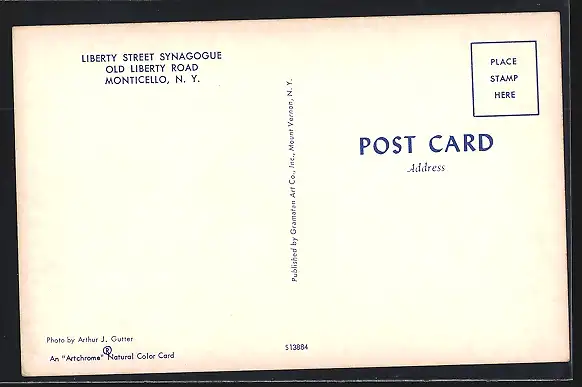 LIBERTY STREET SYNAGOGUE
OLD LIBERTY ROAD
MONTICELLO, N. Y.
Photo by Arthur J. Gutter
An "Artchrome"® Natural Color Card
Published by Gramatan Art Co., Inc., Mount Vernon, N. Y.
S13884
PLACE
STAMP
HERE
POST CARD
Address